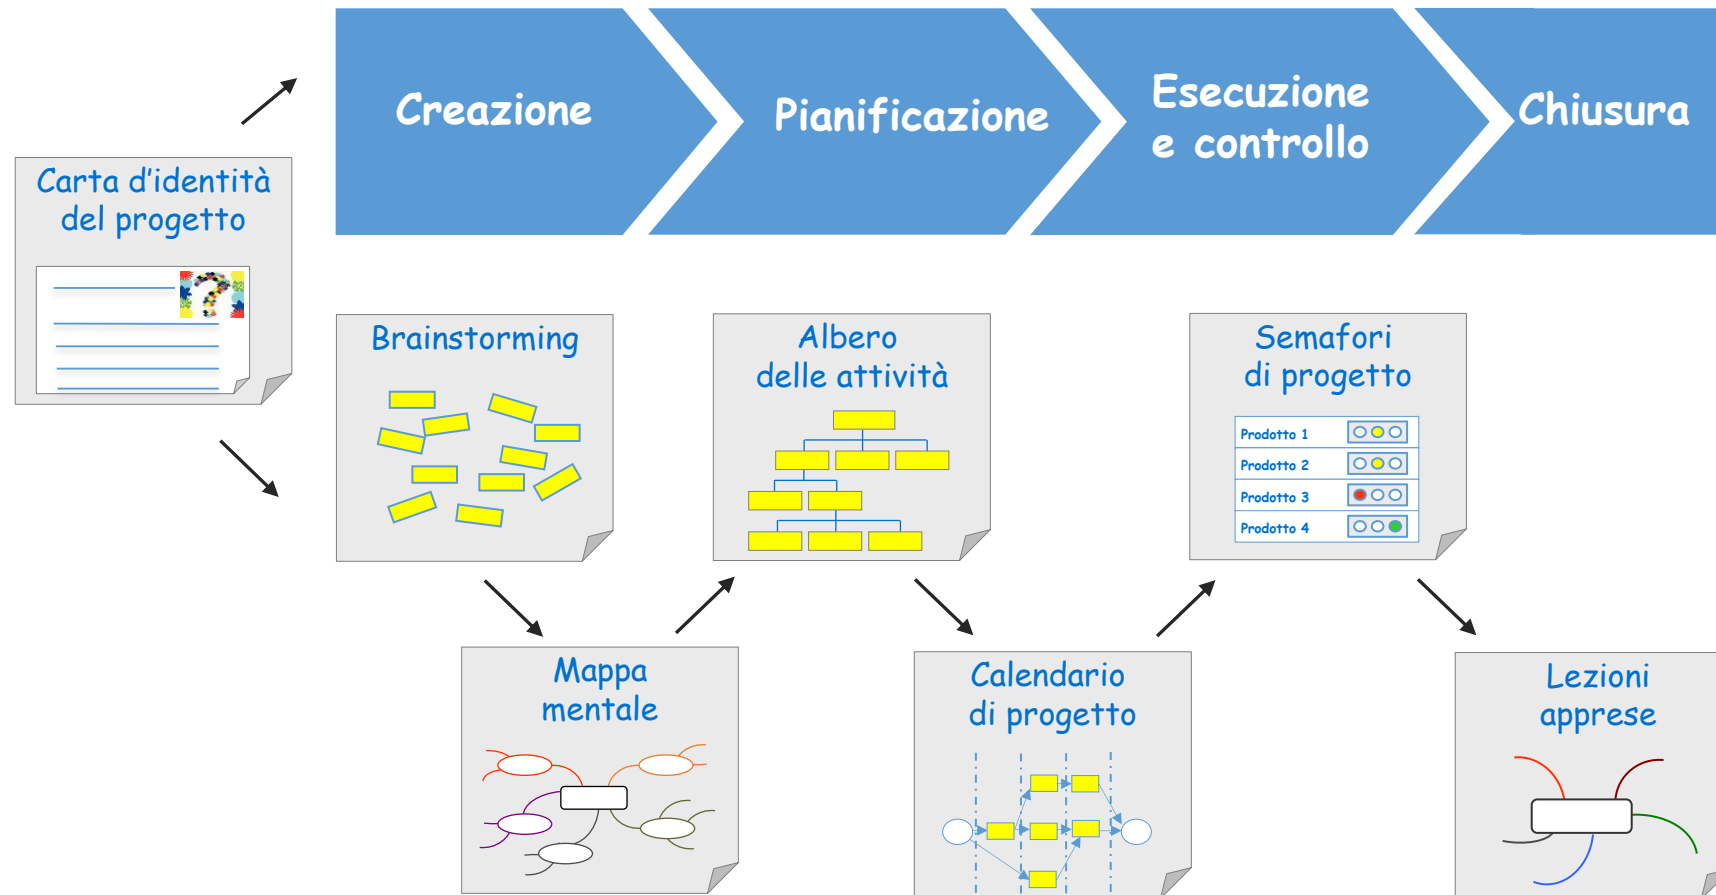 Creazione
Pianificazione
Esecuzione
e controllo
Chiusura
Carta d'identità
del progetto
Brainstorming
Albero
delle attività
Semafori
di progetto
Prodotto 1
Prodotto 2
Prodotto 3
Prodotto 4
Mappa
mentale
Calendario
di progetto
Lezioni
apprese